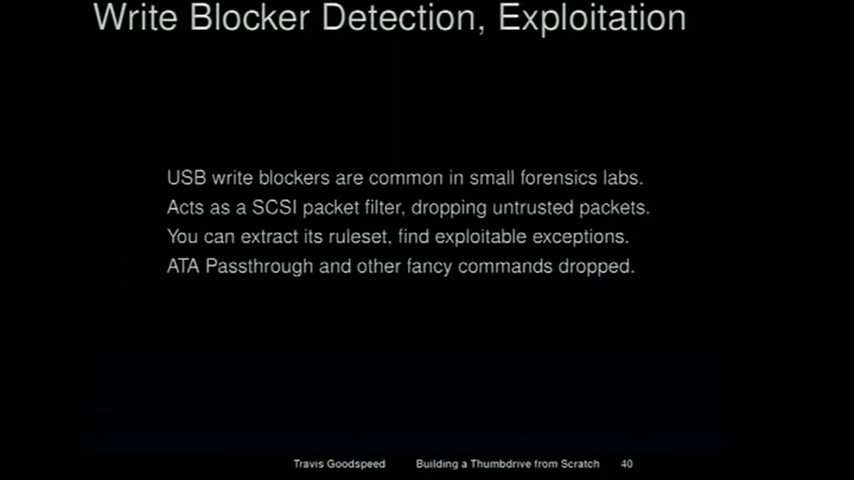 Write Blocker Detection, Exploitation
USB write blockers are common in small forensics labs.
Acts as a SCSI packet filter, dropping untrusted packets.
You can extract its ruleset, find exploitable exceptions.
ATA Passthrough and other fancy commands dropped.
Travis Goodspeed Building a Thumbdrive from Scratch 40